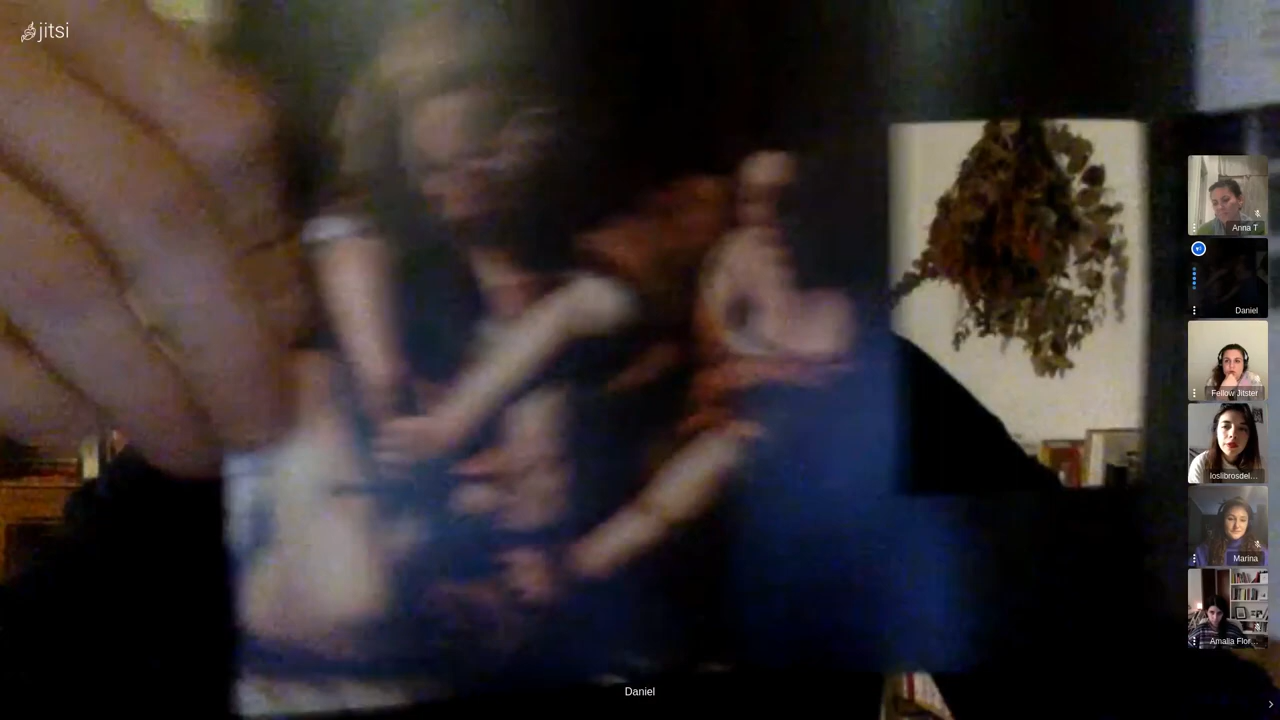 jitsi
Anna T
Daniel
Fellow Jitster
loslibrosdel...
Marina
Amalia Flor...
Daniel